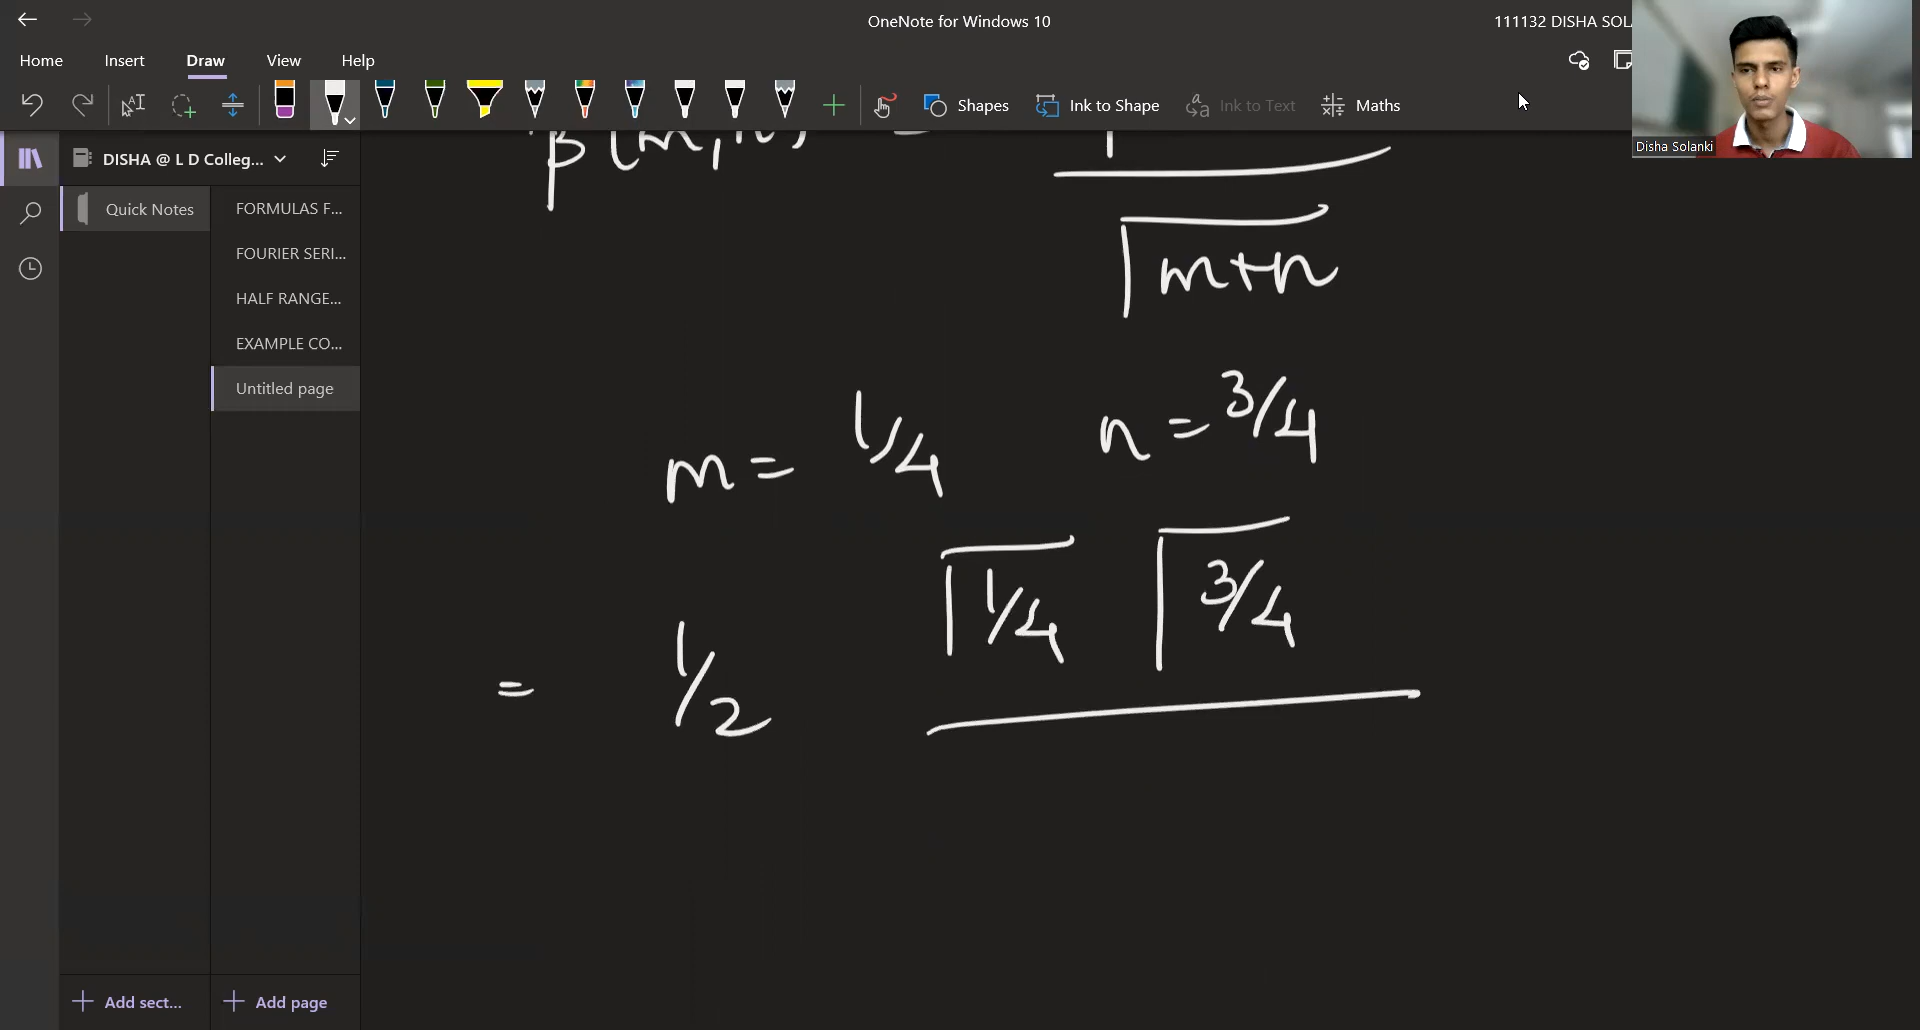 OneNote for Windows 10
111132 DISHA SOLA
Home Insert Draw View Help
Shapes Ink to Shape Ink to Text Maths
Disha Solanki
DISHA @ L D Colleg...
Quick Notes
FORMULAS F...
FOURIER SERI...
HALF RANGE...
EXAMPLE CO...
Untitled page
β(m,n) =
Γm+n
m = 1/4 n = 3/4
Γ1/4 Γ3/4
= 1/2
Add sect...
Add page